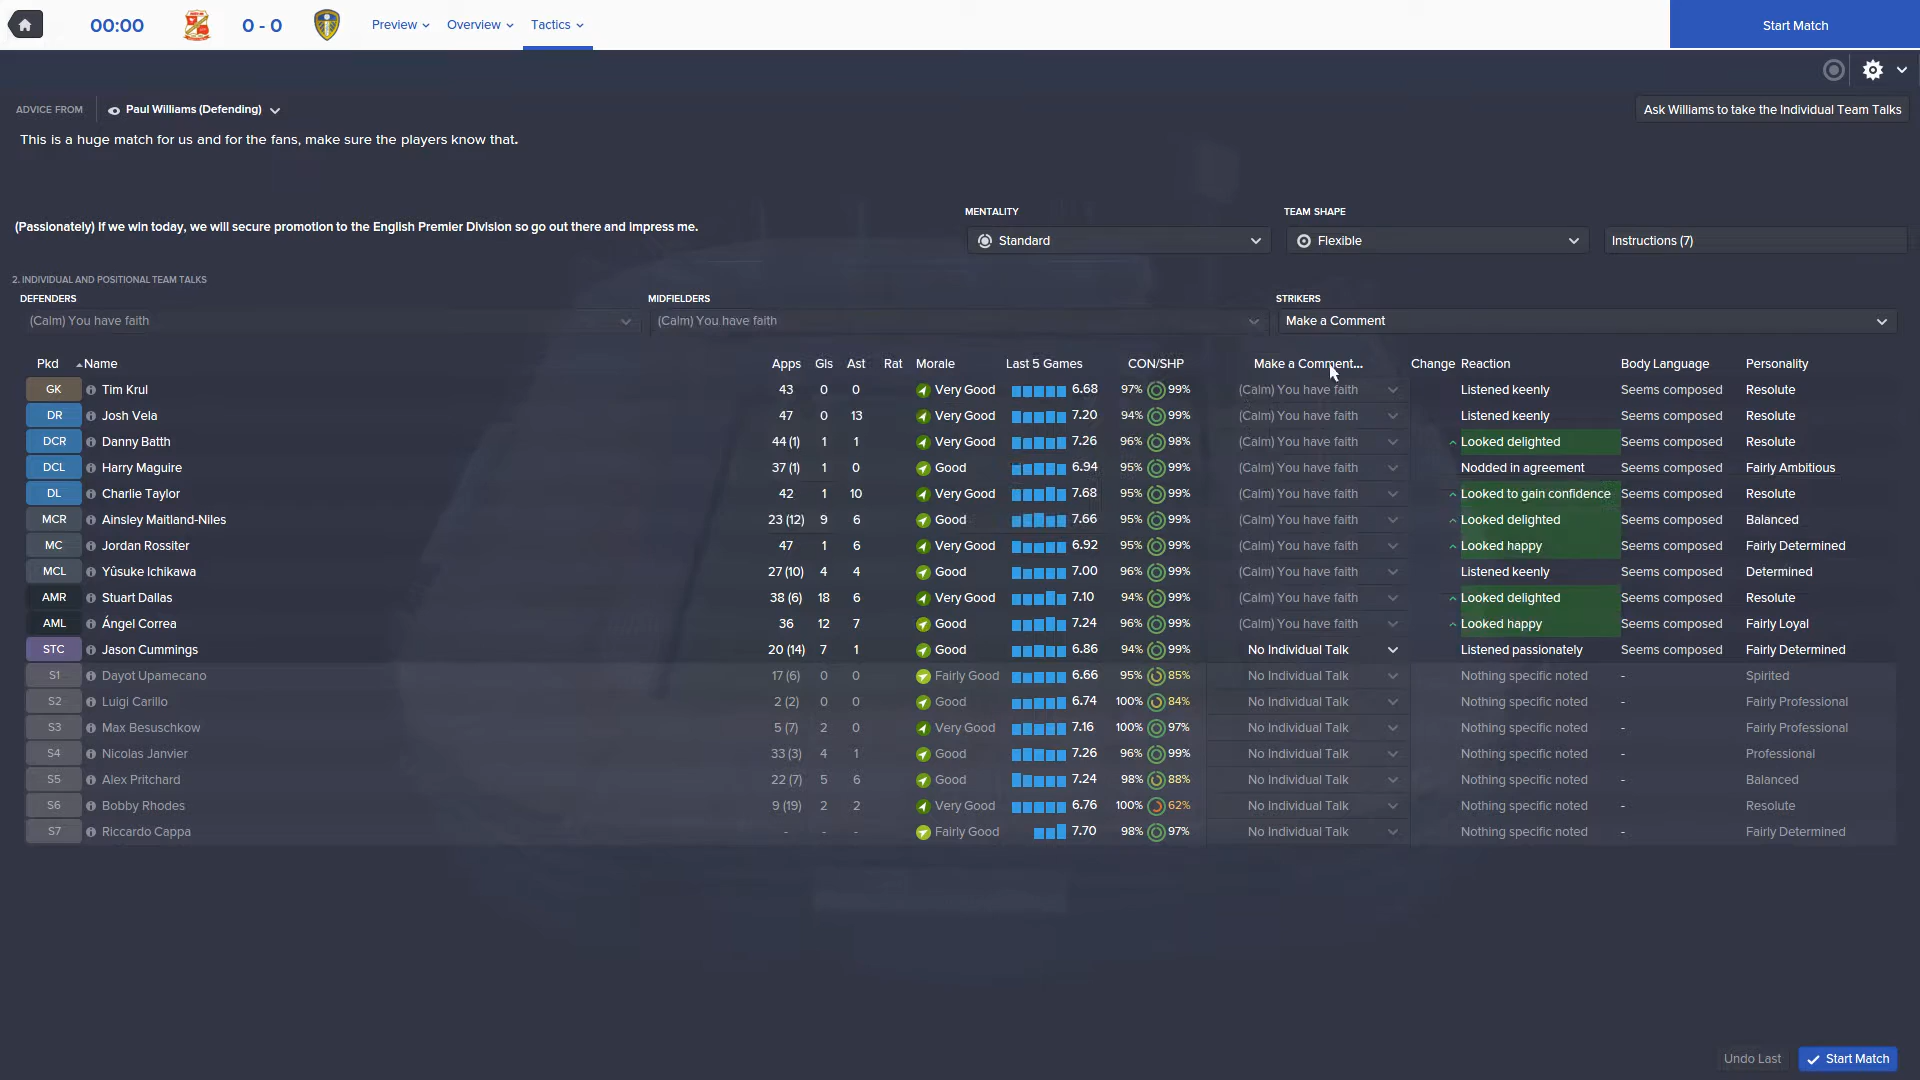 00:00 0 - 0 Preview Overview Tactics Start Match
ADVICE FROM Paul Williams (Defending) Ask Williams to take the Individual Team Talks
This is a huge match for us and for the fans, make sure the players know that.
MENTALITY TEAM SHAPE
(Passionately) If we win today, we will secure promotion to the English Premier Division so go out there and impress me. Standard Flexible Instructions (7)
2. INDIVIDUAL AND POSITIONAL TEAM TALKS
DEFENDERS MIDFIELDERS STRIKERS
(Calm) You have faith (Calm) You have faith Make a Comment
Pkd Name Apps Gls Ast Rat Morale Last 5 Games CON/SHP Make a Comment... Change Reaction Body Language Personality
GK Tim Krul 43 0 0 Very Good 6.68 97% 99% (Calm) You have faith Listened keenly Seems composed Resolute
DR Josh Vela 47 0 13 Very Good 7.20 94% 99% (Calm) You have faith Listened keenly Seems composed Resolute
DCR Danny Batth 44 (1) 1 1 Very Good 7.26 96% 98% (Calm) You have faith Looked delighted Seems composed Resolute
DCL Harry Maguire 37 (1) 1 0 Good 6.94 95% 99% (Calm) You have faith Nodded in agreement Seems composed Fairly Ambitious
DL Charlie Taylor 42 1 10 Very Good 7.68 95% 99% (Calm) You have faith Looked to gain confidence Seems composed Resolute
MCR Ainsley Maitland-Niles 23 (12) 9 6 Good 7.66 95% 99% (Calm) You have faith Looked delighted Seems composed Balanced
MC Jordan Rossiter 47 1 6 Very Good 6.92 95% 99% (Calm) You have faith Looked happy Seems composed Fairly Determined
MCL Yûsuke Ichikawa 27 (10) 4 4 Good 7.00 96% 99% (Calm) You have faith Listened keenly Seems composed Determined
AMR Stuart Dallas 38 (6) 18 6 Very Good 7.10 94% 99% (Calm) You have faith Looked delighted Seems composed Resolute
AML Ángel Correa 36 12 7 Good 7.24 96% 99% (Calm) You have faith Looked happy Seems composed Fairly Loyal
STC Jason Cummings 20 (14) 7 1 Good 6.86 94% 99% No Individual Talk Listened passionately Seems composed Fairly Determined
S1 Dayot Upamecano 17 (6) 0 0 Fairly Good 6.66 95% 85% No Individual Talk Nothing specific noted - Spirited
S2 Luigi Carillo 2 (2) 0 0 Good 6.74 100% 84% No Individual Talk Nothing specific noted - Fairly Professional
S3 Max Besuschkow 5 (7) 2 0 Very Good 7.16 100% 97% No Individual Talk Nothing specific noted - Fairly Professional
S4 Nicolas Janvier 33 (3) 4 1 Good 7.26 96% 99% No Individual Talk Nothing specific noted - Professional
S5 Alex Pritchard 22 (7) 5 6 Good 7.24 98% 88% No Individual Talk Nothing specific noted - Balanced
S6 Bobby Rhodes 9 (19) 2 2 Very Good 6.76 100% 62% No Individual Talk Nothing specific noted - Resolute
S7 Riccardo Cappa - - - Fairly Good 7.70 98% 97% No Individual Talk Nothing specific noted - Fairly Determined
Undo Last Start Match